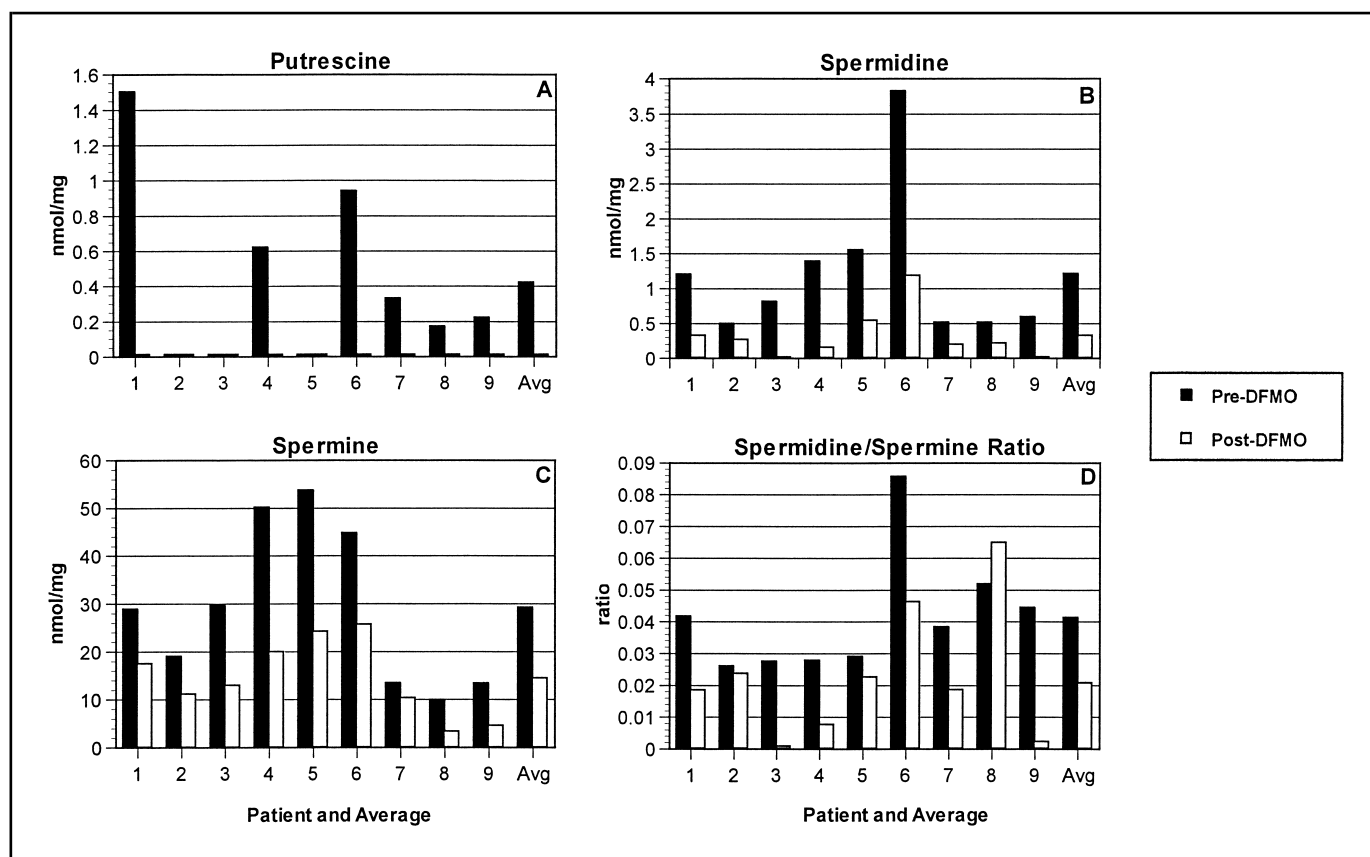 Putrescine
A
1.6
1.4
1.2
1
0.8
0.6
0.4
0.2
0
nmol/mg
1 2 3 4 5 6 7 8 9 Avg
Spermidine
B
4
3.5
3
2.5
2
1.5
1
0.5
0
nmol/mg
1 2 3 4 5 6 7 8 9 Avg
Pre-DFMO
Post-DFMO
Spermine
C
60
50
40
30
20
10
0
nmol/mg
1 2 3 4 5 6 7 8 9 Avg
Patient and Average
Spermidine/Spermine Ratio
D
0.09
0.08
0.07
0.06
0.05
0.04
0.03
0.02
0.01
0
ratio
1 2 3 4 5 6 7 8 9 Avg
Patient and Average